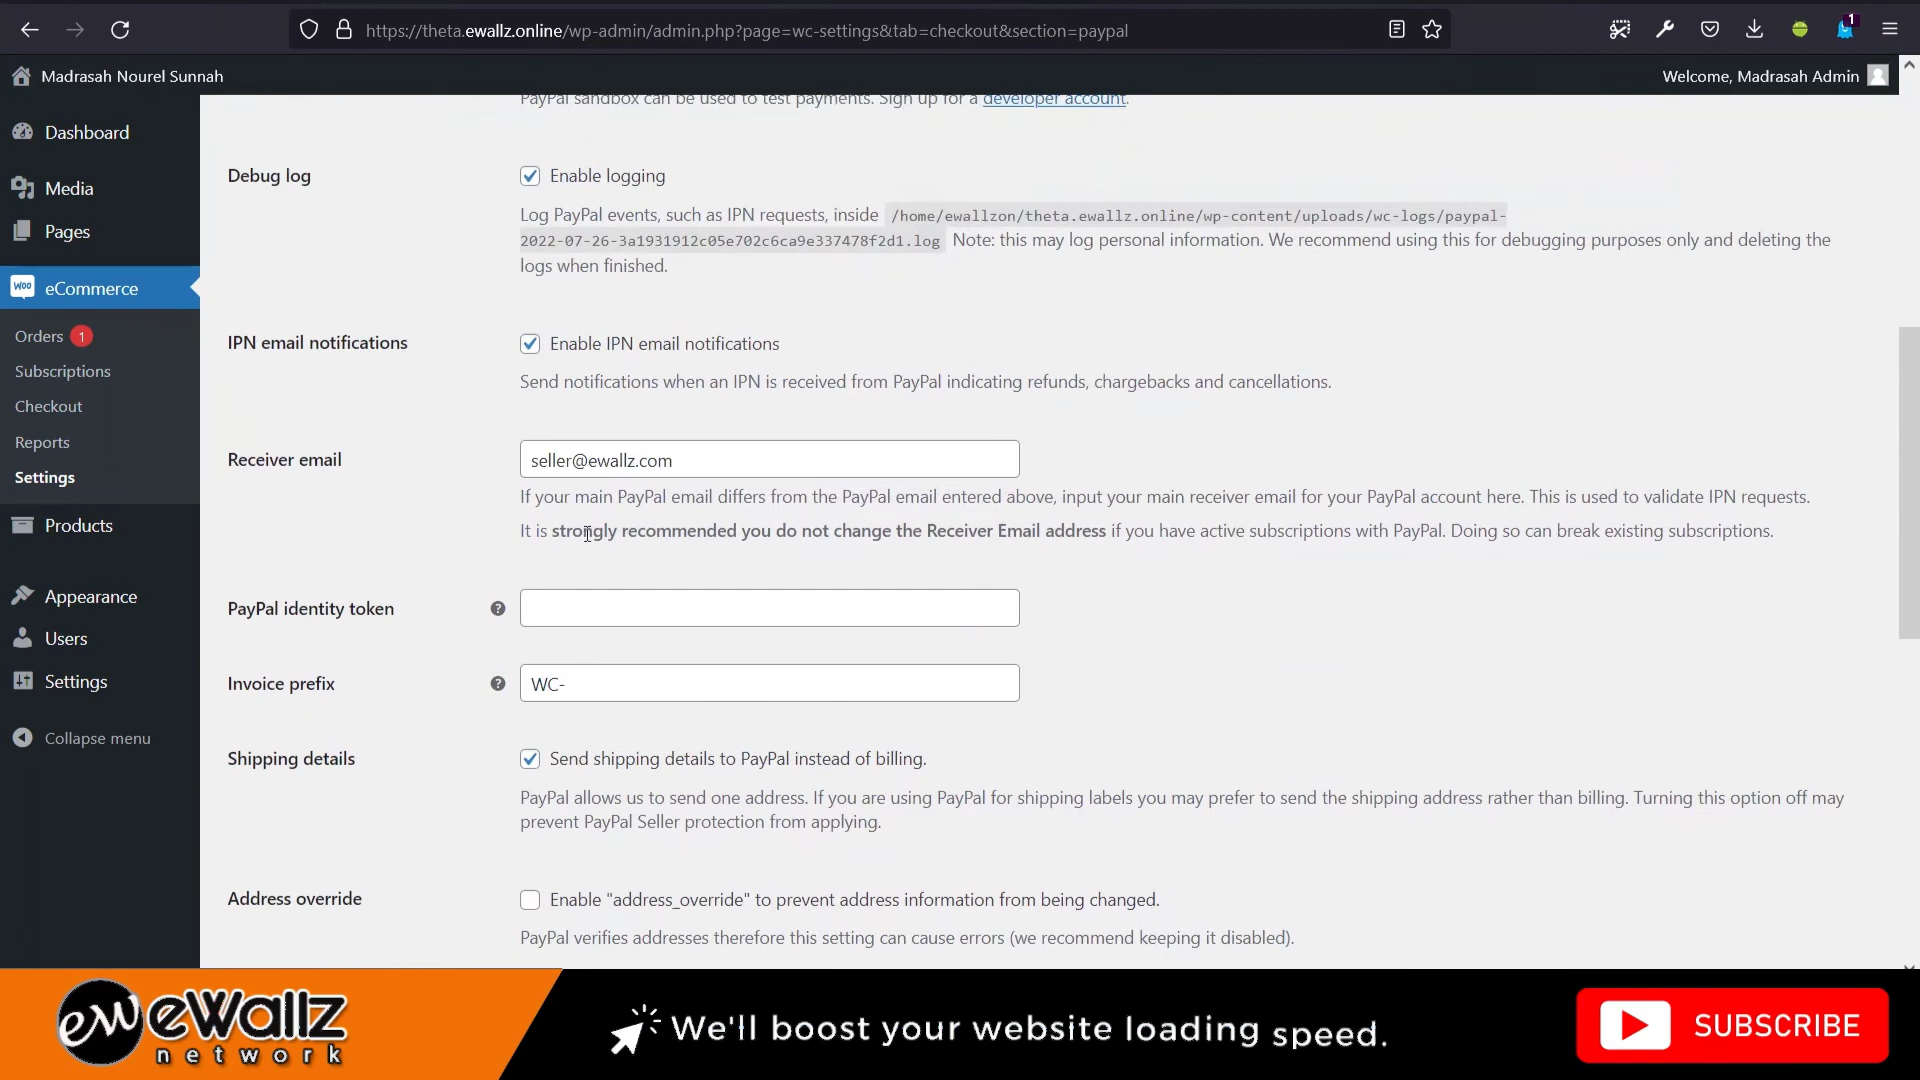 https://theta.ewallz.online/wp-admin/admin.php?page=wc-settings&tab=checkout&section=paypal
1
Madrasah Nourel Sunnah
Welcome, Madrasah Admin
Dashboard
Media
Pages
WOO
eCommerce
Orders 1
Subscriptions
Checkout
Reports
Settings
Products
Appearance
Users
Settings
Collapse menu
PayPal sandbox can be used to test payments. Sign up for a developer account.
Debug log
Enable logging
Log PayPal events, such as IPN requests, inside /home/ewallzon/theta.ewallz.online/wp-content/uploads/wc-logs/paypal-
2022-07-26-3a1931912c05e702c6ca9e337478f2d1.log Note: this may log personal information. We recommend using this for debugging purposes only and deleting the
logs when finished.
IPN email notifications
Enable IPN email notifications
Send notifications when an IPN is received from PayPal indicating refunds, chargebacks and cancellations.
Receiver email
seller@ewallz.com
If your main PayPal email differs from the PayPal email entered above, input your main receiver email for your PayPal account here. This is used to validate IPN requests.
It is strongly recommended you do not change the Receiver Email address if you have active subscriptions with PayPal. Doing so can break existing subscriptions.
PayPal identity token ?
Invoice prefix ?
WC-
Shipping details
Send shipping details to PayPal instead of billing.
PayPal allows us to send one address. If you are using PayPal for shipping labels you may prefer to send the shipping address rather than billing. Turning this option off may
prevent PayPal Seller protection from applying.
Address override
Enable "address_override" to prevent address information from being changed.
PayPal verifies addresses therefore this setting can cause errors (we recommend keeping it disabled).
ew eWallz
network
We'll boost your website loading speed.
SUBSCRIBE